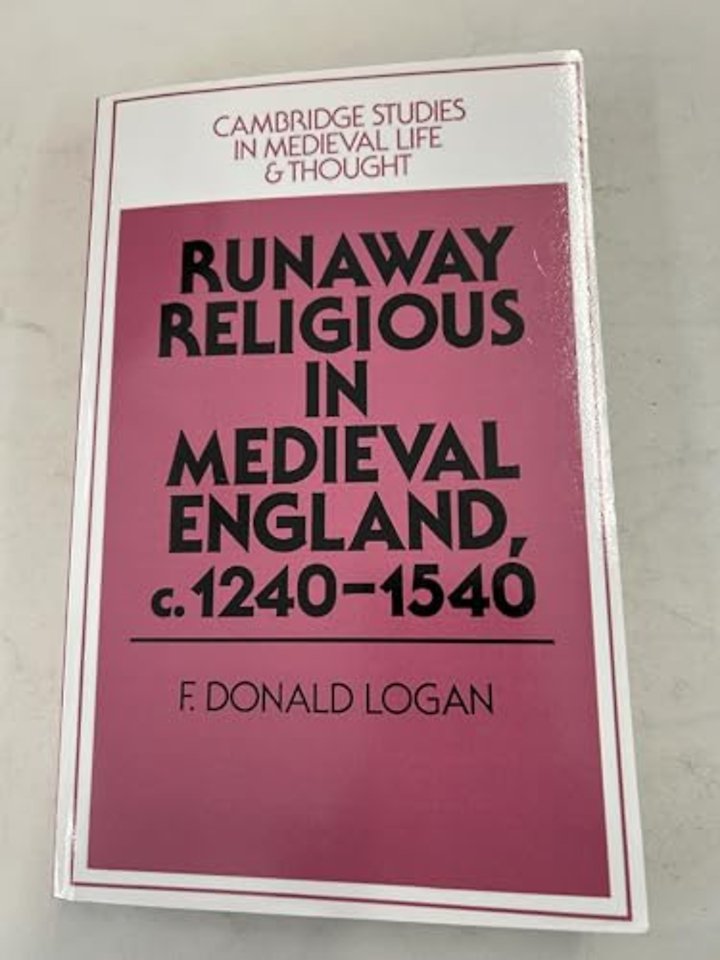 CAMBRIDGE STUDIES
IN MEDIEVAL LIFE
& THOUGHT
RUNAWAY
RELIGIOUS
IN
MEDIEVAL
ENGLAND,
c. 1240–1540
F. DONALD LOGAN